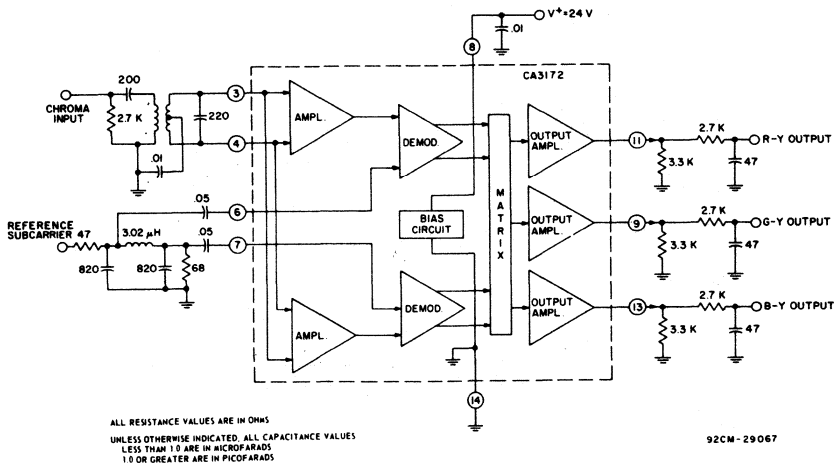 V⁺=24 V
.01
8
CA3172
200
3
CHROMA
INPUT
2.7 K
220
AMPL.
DEMOD.
OUTPUT
AMPL.
11
2.7 K
R-Y OUTPUT
4
3.3 K
47
.01
.05
6
REFERENCE
SUBCARRIER
47
3.02 μH
.05
7
BIAS
CIRCUIT
MATRIX
OUTPUT
AMPL.
9
2.7 K
G-Y OUTPUT
3.3 K
47
820
820
68
AMPL.
DEMOD.
OUTPUT
AMPL.
13
2.7 K
B-Y OUTPUT
3.3 K
47
14
ALL RESISTANCE VALUES ARE IN OHMS
UNLESS OTHERWISE INDICATED, ALL CAPACITANCE VALUES
LESS THAN 1.0 ARE IN MICROFARADS
1.0 OR GREATER ARE IN PICOFARADS
92CM-29067